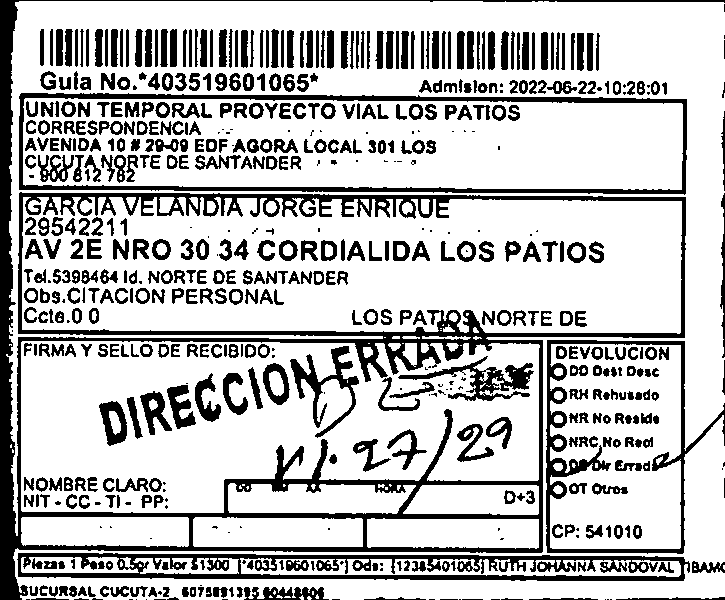 Guia No.*403519601065*
Admision: 2022-06-22-10:28:01
UNION TEMPORAL PROYECTO VIAL LOS PATIOS
CORRESPONDENCIA
AVENIDA 10 # 29-09 EDF AGORA LOCAL 301 LOS
CUCUTA NORTE DE SANTANDER
- 900 812 782
GARCIA VELANDIA JORGE ENRIQUE
29542211
AV 2E NRO 30 34 CORDIALIDA LOS PATIOS
Tel.5398464 Id. NORTE DE SANTANDER
Obs.CITACION PERSONAL
Ccte.0 0
LOS PATIOS NORTE DE
FIRMA Y SELLO DE RECIBIDO:
DIRECCION ERRADA
27/29
DEVOLUCION
DD Dest Desc
RH Rehusado
NR No Reside
NRC No Recl
DE Dir Errada
OT Otros
CP: 541010
NOMBRE CLARO:
NIT - CC - TI - PP:
DD MM AA HORA
D+3
Piezas 1 Peso 0.5gr Valor $1300 [*403519601065*] Ods: [12385401065] RUTH JOHANNA SANDOVAL
SUCURSAL CUCUTA-2